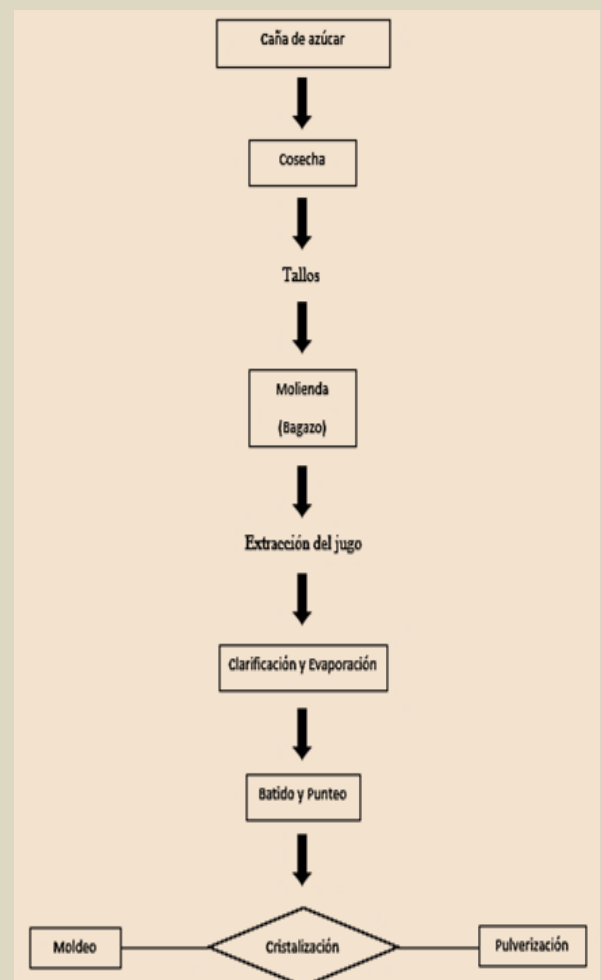 Caña de azúcar
Cosecha
Tallos
Molienda
(Bagazo)
Extracción del jugo
Clarificación y Evaporación
Batido y Punteo
Moldeo
Cristalización
Pulverización